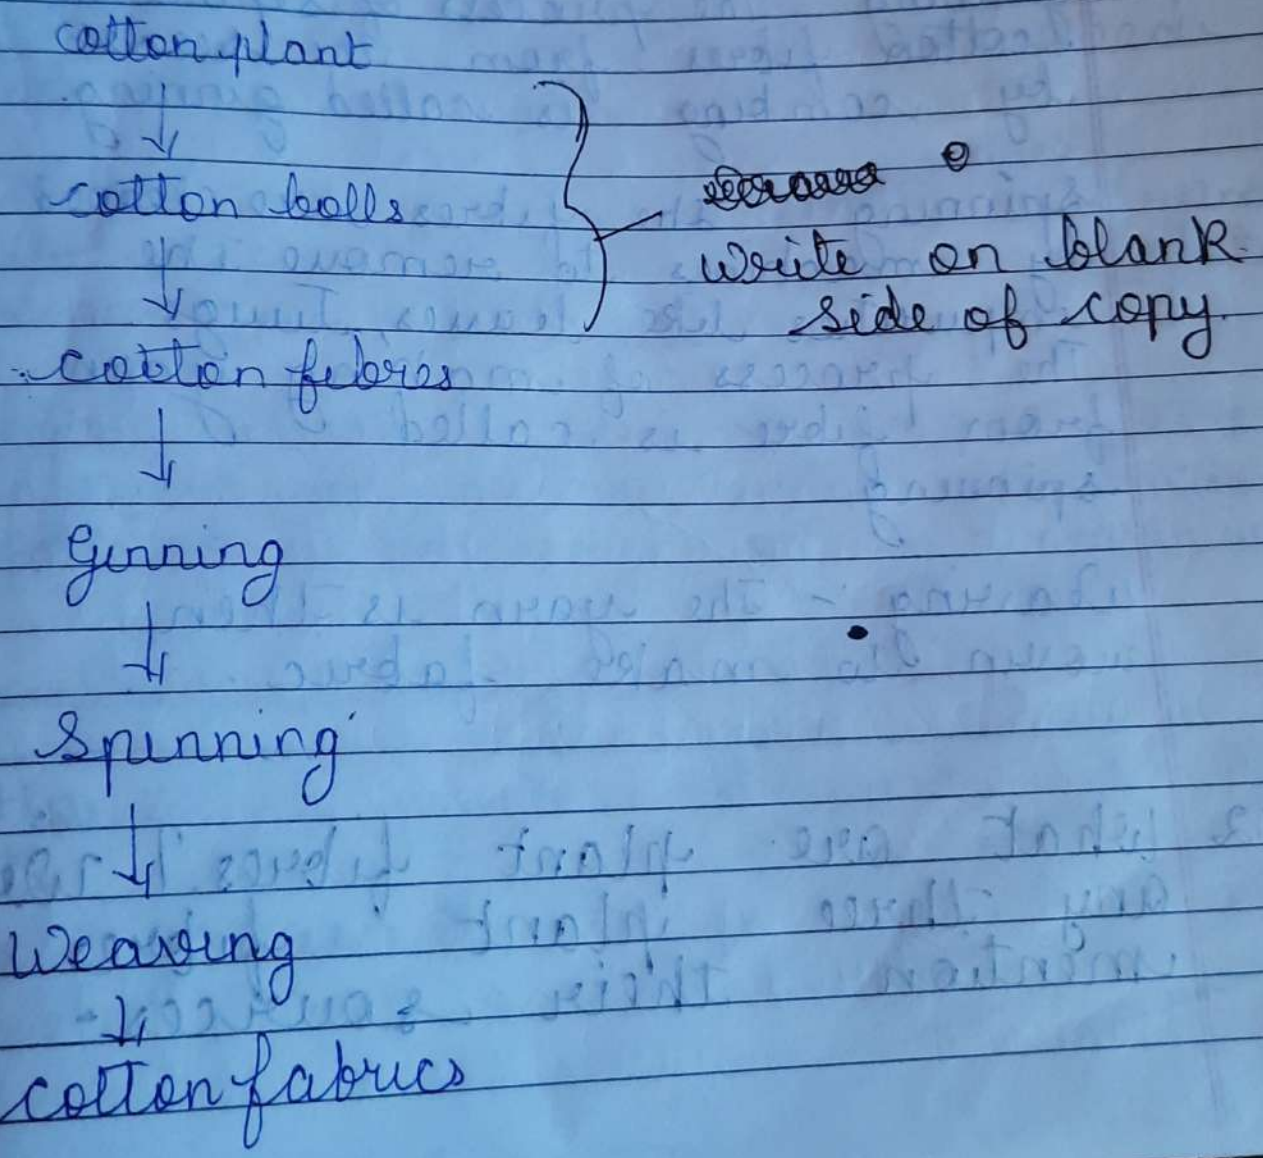 cotton plant
↓
cotton bolls
↓
write on blank
side of copy.
cotton fibres
↓
Ginning
↓
Spinning
↓
Weaving
↓
cotton fabrics